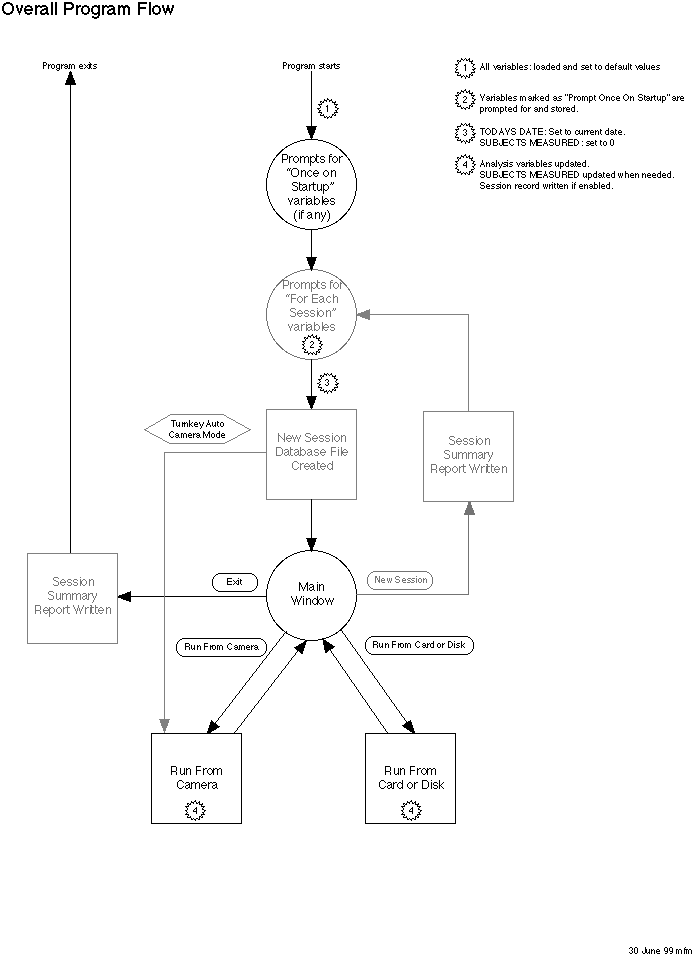 Overall Program Flow
Program exits
Program starts
1
1
All variables: loaded and set to default values
2
Variables marked as "Prompt Once On Startup" are
prompted for and stored.
3
TODAYS DATE: Set to current date.
SUBJECTS MEASURED: set to 0
4
Analysis variables updated.
SUBJECTS MEASURED updated when needed.
Session record written if enabled.
Prompts for
"Once on
Startup"
variables
(if any)
Prompts for
"For Each
Session"
variables
2
3
Turnkey Auto
Camera Mode
New Session
Database File
Created
Session
Summary
Report Written
Session
Summary
Report Written
Exit
Main
Window
New Session
Run From Camera
Run From Card or Disk
Run From
Camera
4
Run From
Card or Disk
4
30 June 99 mfm